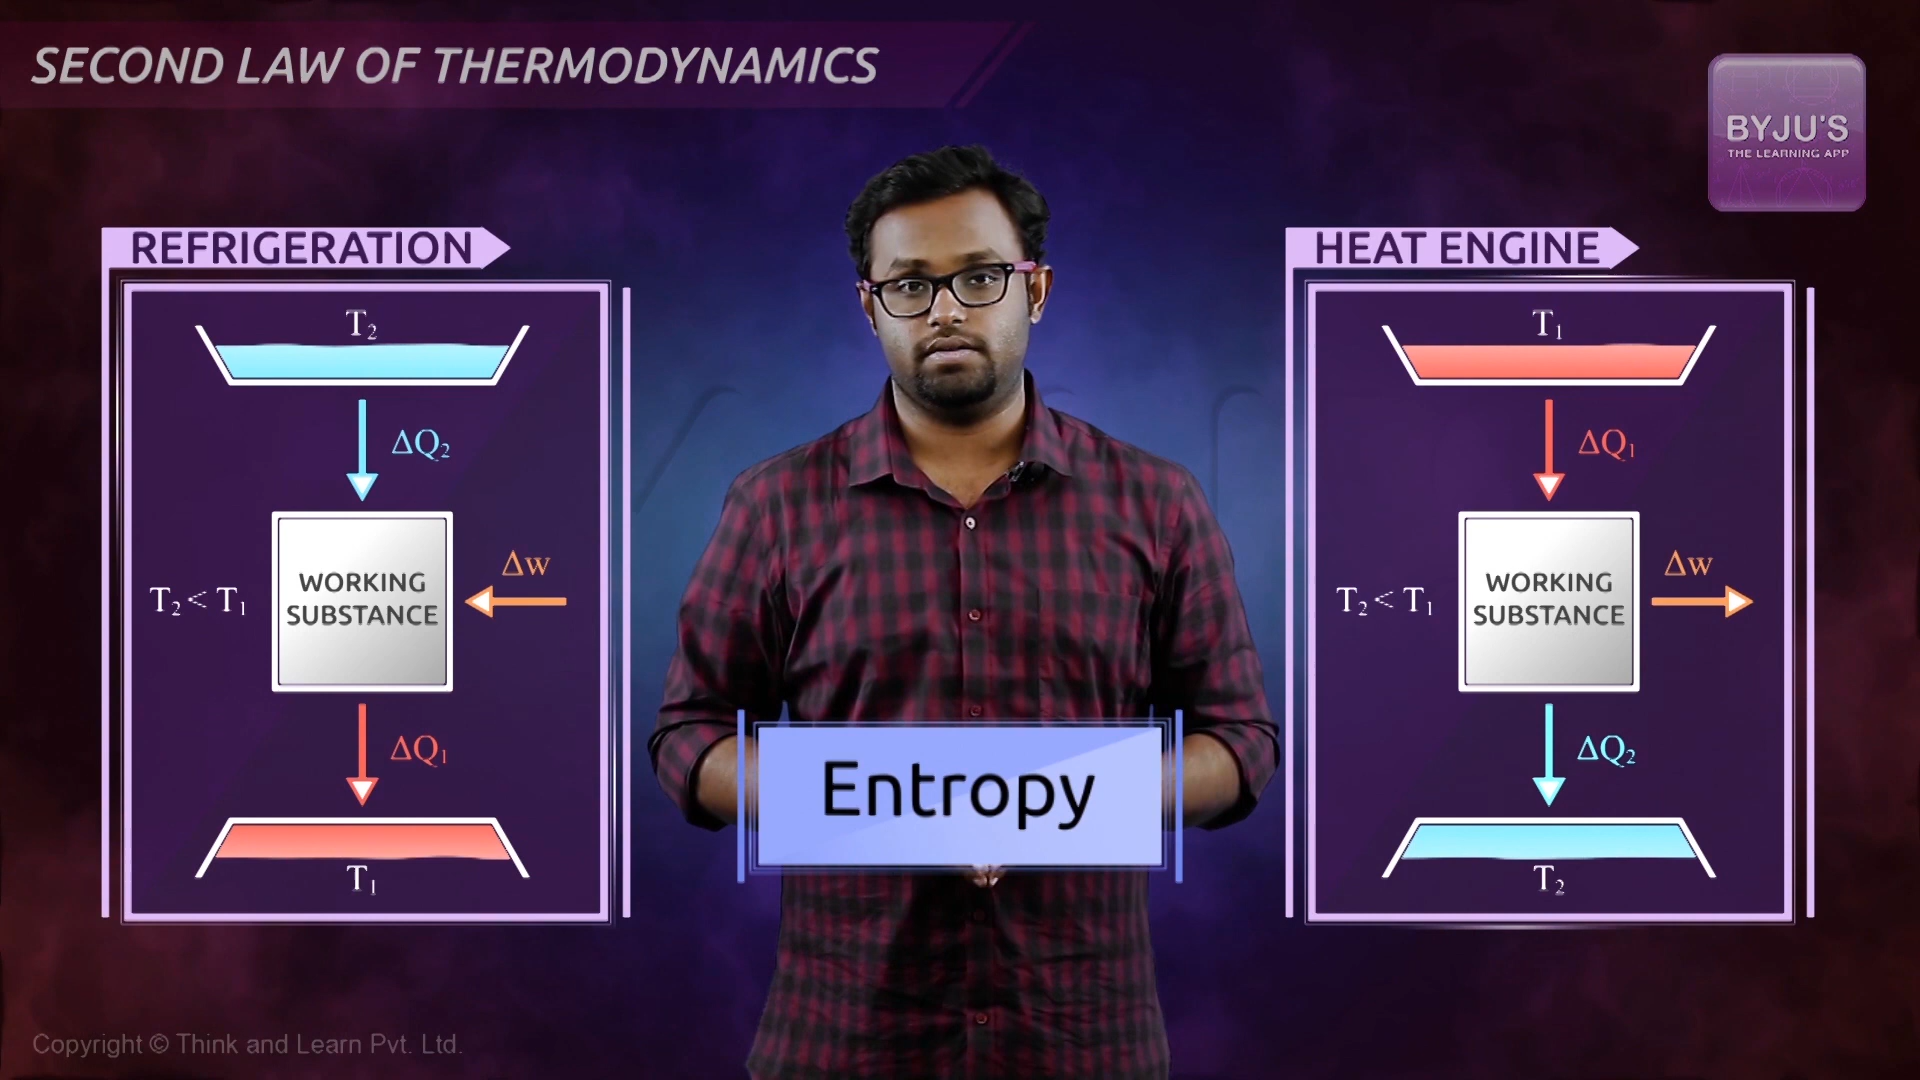 SECOND LAW OF THERMODYNAMICS
BYJU'S
THE LEARNING APP
REFRIGERATION
T₂
ΔQ₂
WORKING
SUBSTANCE
Δw
T₂ < T₁
ΔQ₁
T₁
Entropy
HEAT ENGINE
T₁
ΔQ₁
WORKING
SUBSTANCE
Δw
T₂ < T₁
ΔQ₂
T₂
Copyright © Think and Learn Pvt. Ltd.